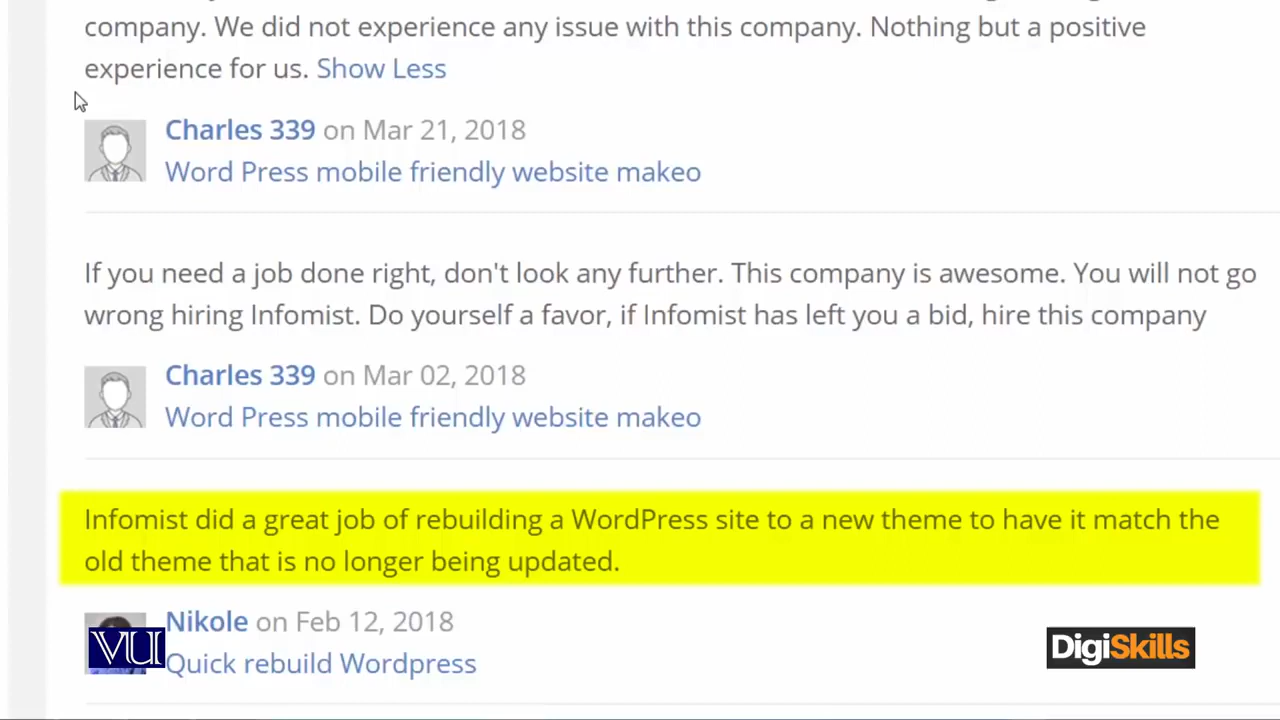 company. We did not experience any issue with this company. Nothing but a positive
experience for us. Show Less
Charles 339 on Mar 21, 2018
Word Press mobile friendly website makeo
If you need a job done right, don't look any further. This company is awesome. You will not go
wrong hiring Infomist. Do yourself a favor, if Infomist has left you a bid, hire this company
Charles 339 on Mar 02, 2018
Word Press mobile friendly website makeo
Infomist did a great job of rebuilding a WordPress site to a new theme to have it match the
old theme that is no longer being updated.
Nikole on Feb 12, 2018
VU
Quick rebuild Wordpress
DigiSkills